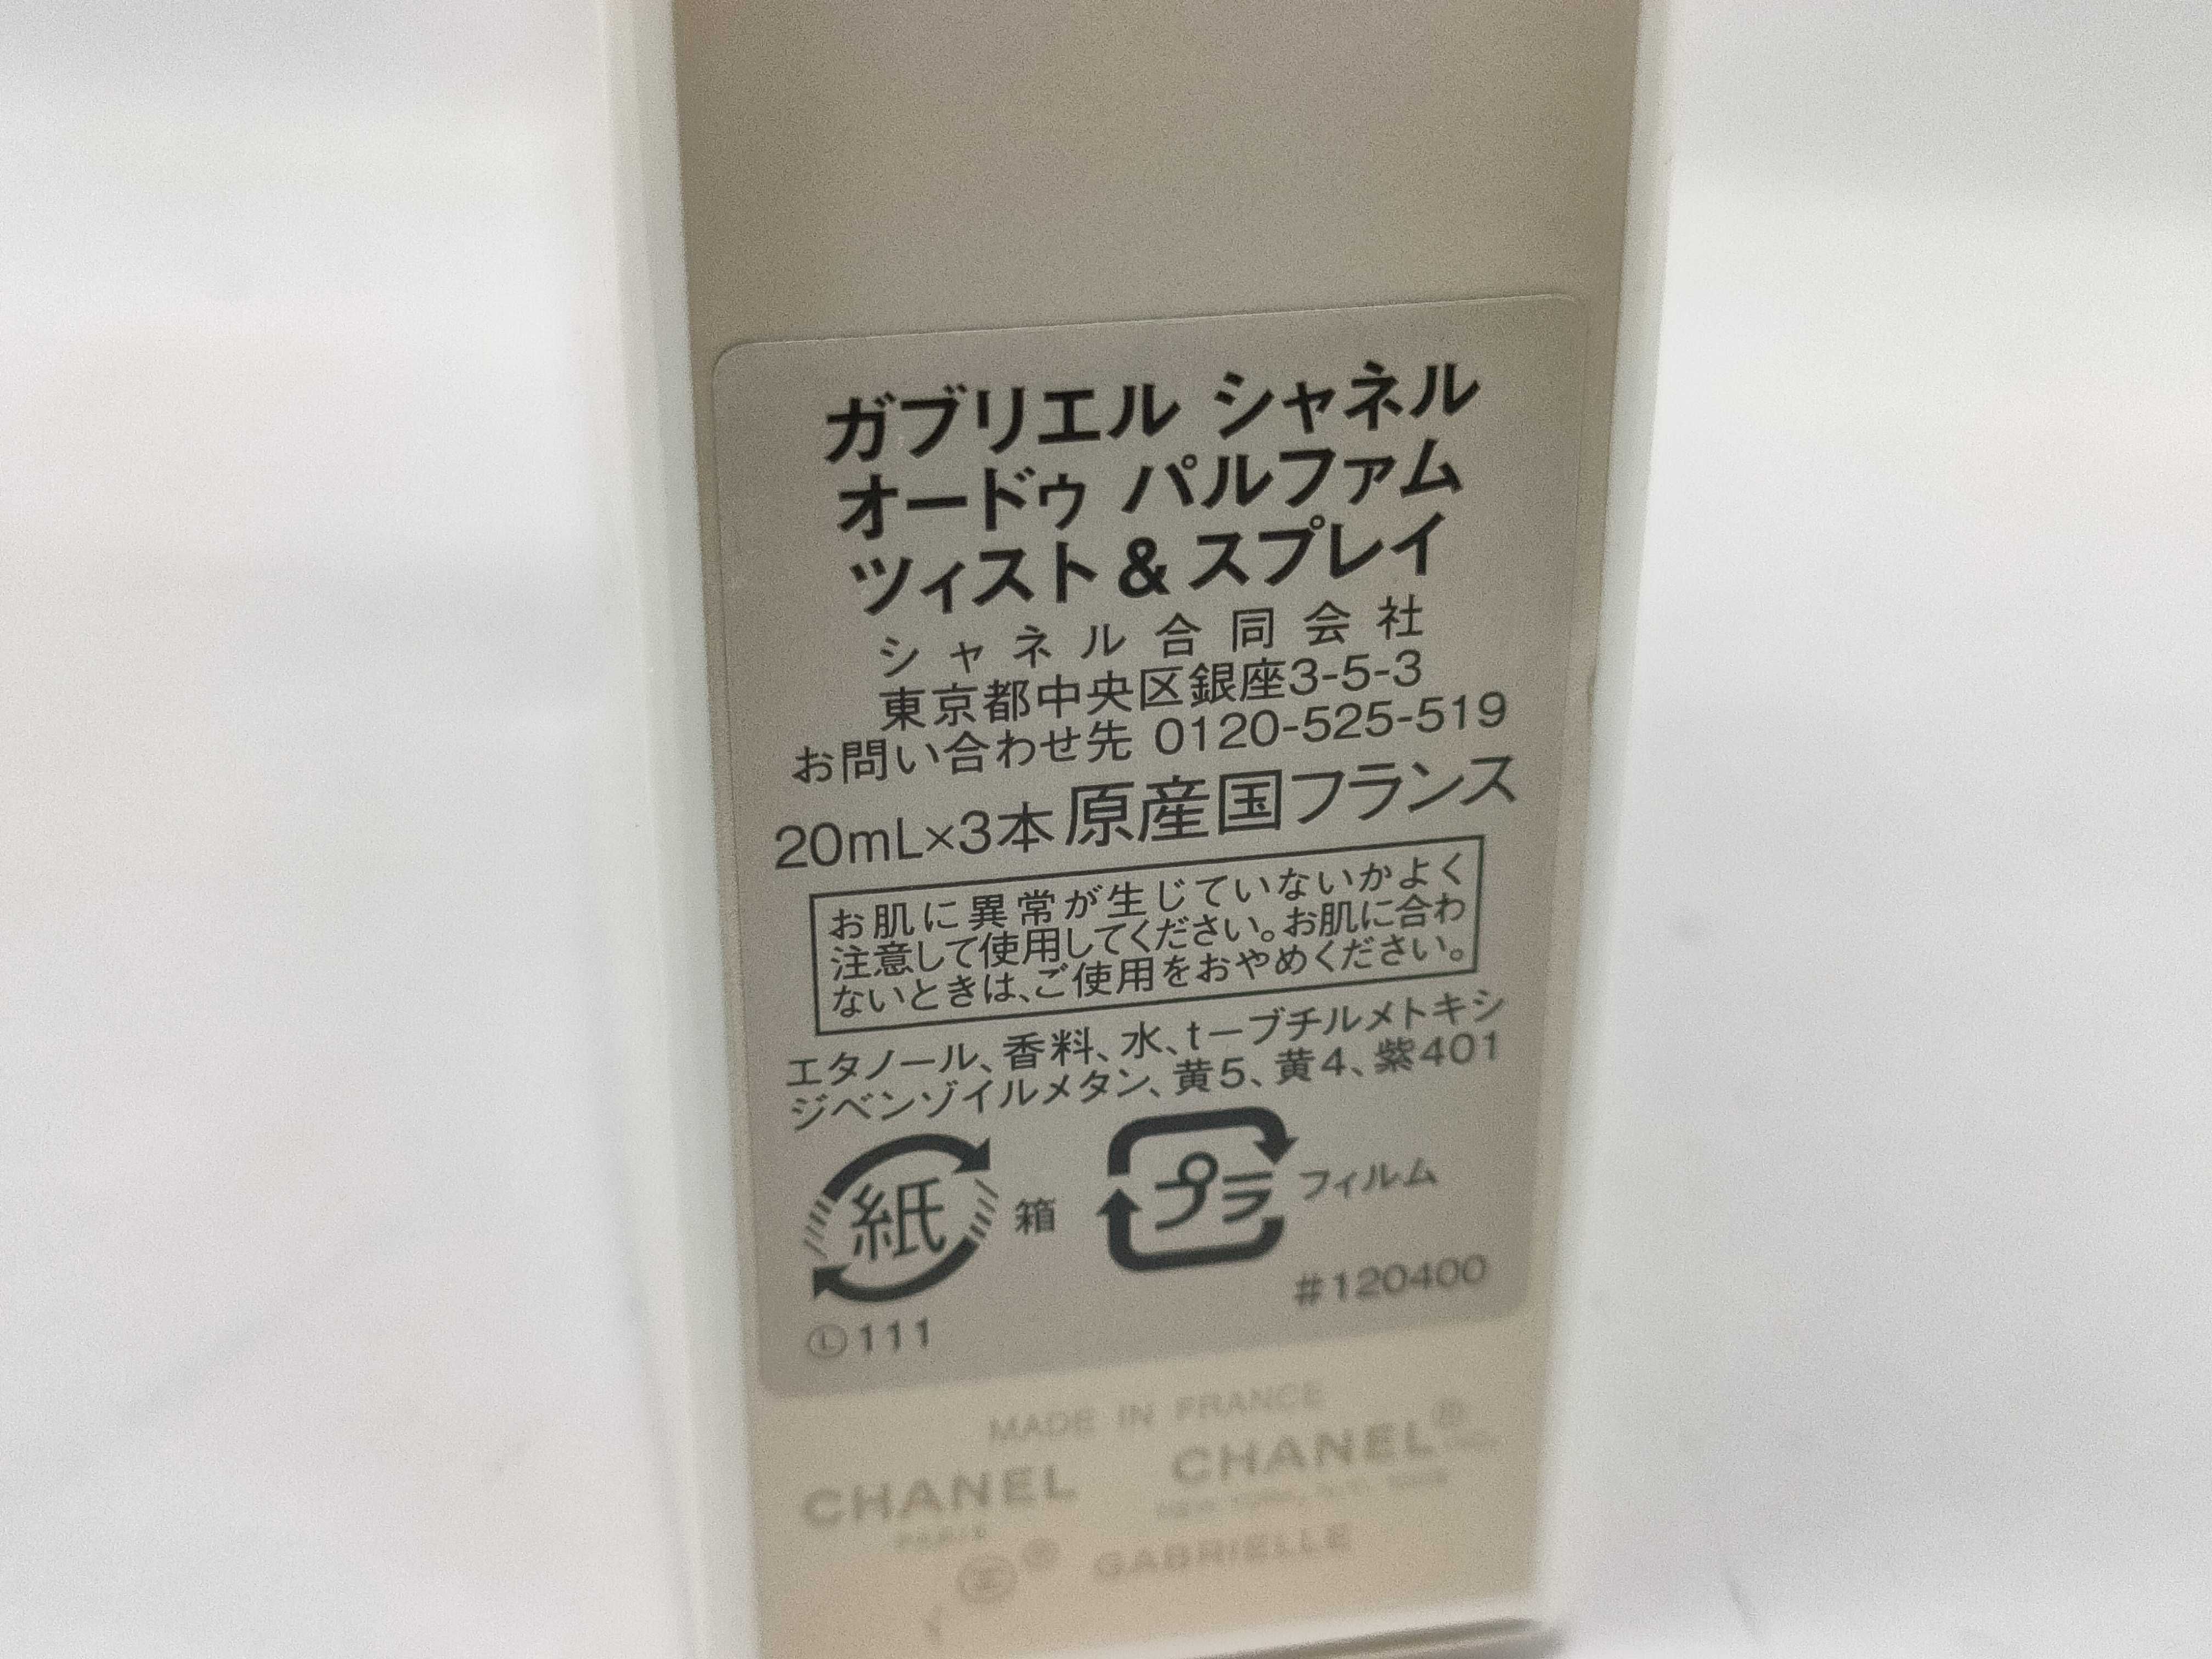 ガブリエル シャネル
オードゥ パルファム
ツィスト & スプレイ
シャネル合同会社
東京都中央区銀座3-5-3
お問い合わせ先 0120-525-519
20mL×3本 原産国フランス
お肌に異常が生じていないかよく
注意して使用してください。お肌に合わ
ないときは、ご使用をおやめください。
エタノール、香料、水、t－ブチルメトキシ
ジベンゾイルメタン、黄5、黄4、紫401
紙 箱 プラ フィルム
#120400
Ⓛ111
MADE IN FRANCE
CHANEL CHANEL®
PARIS
GABRIELLE